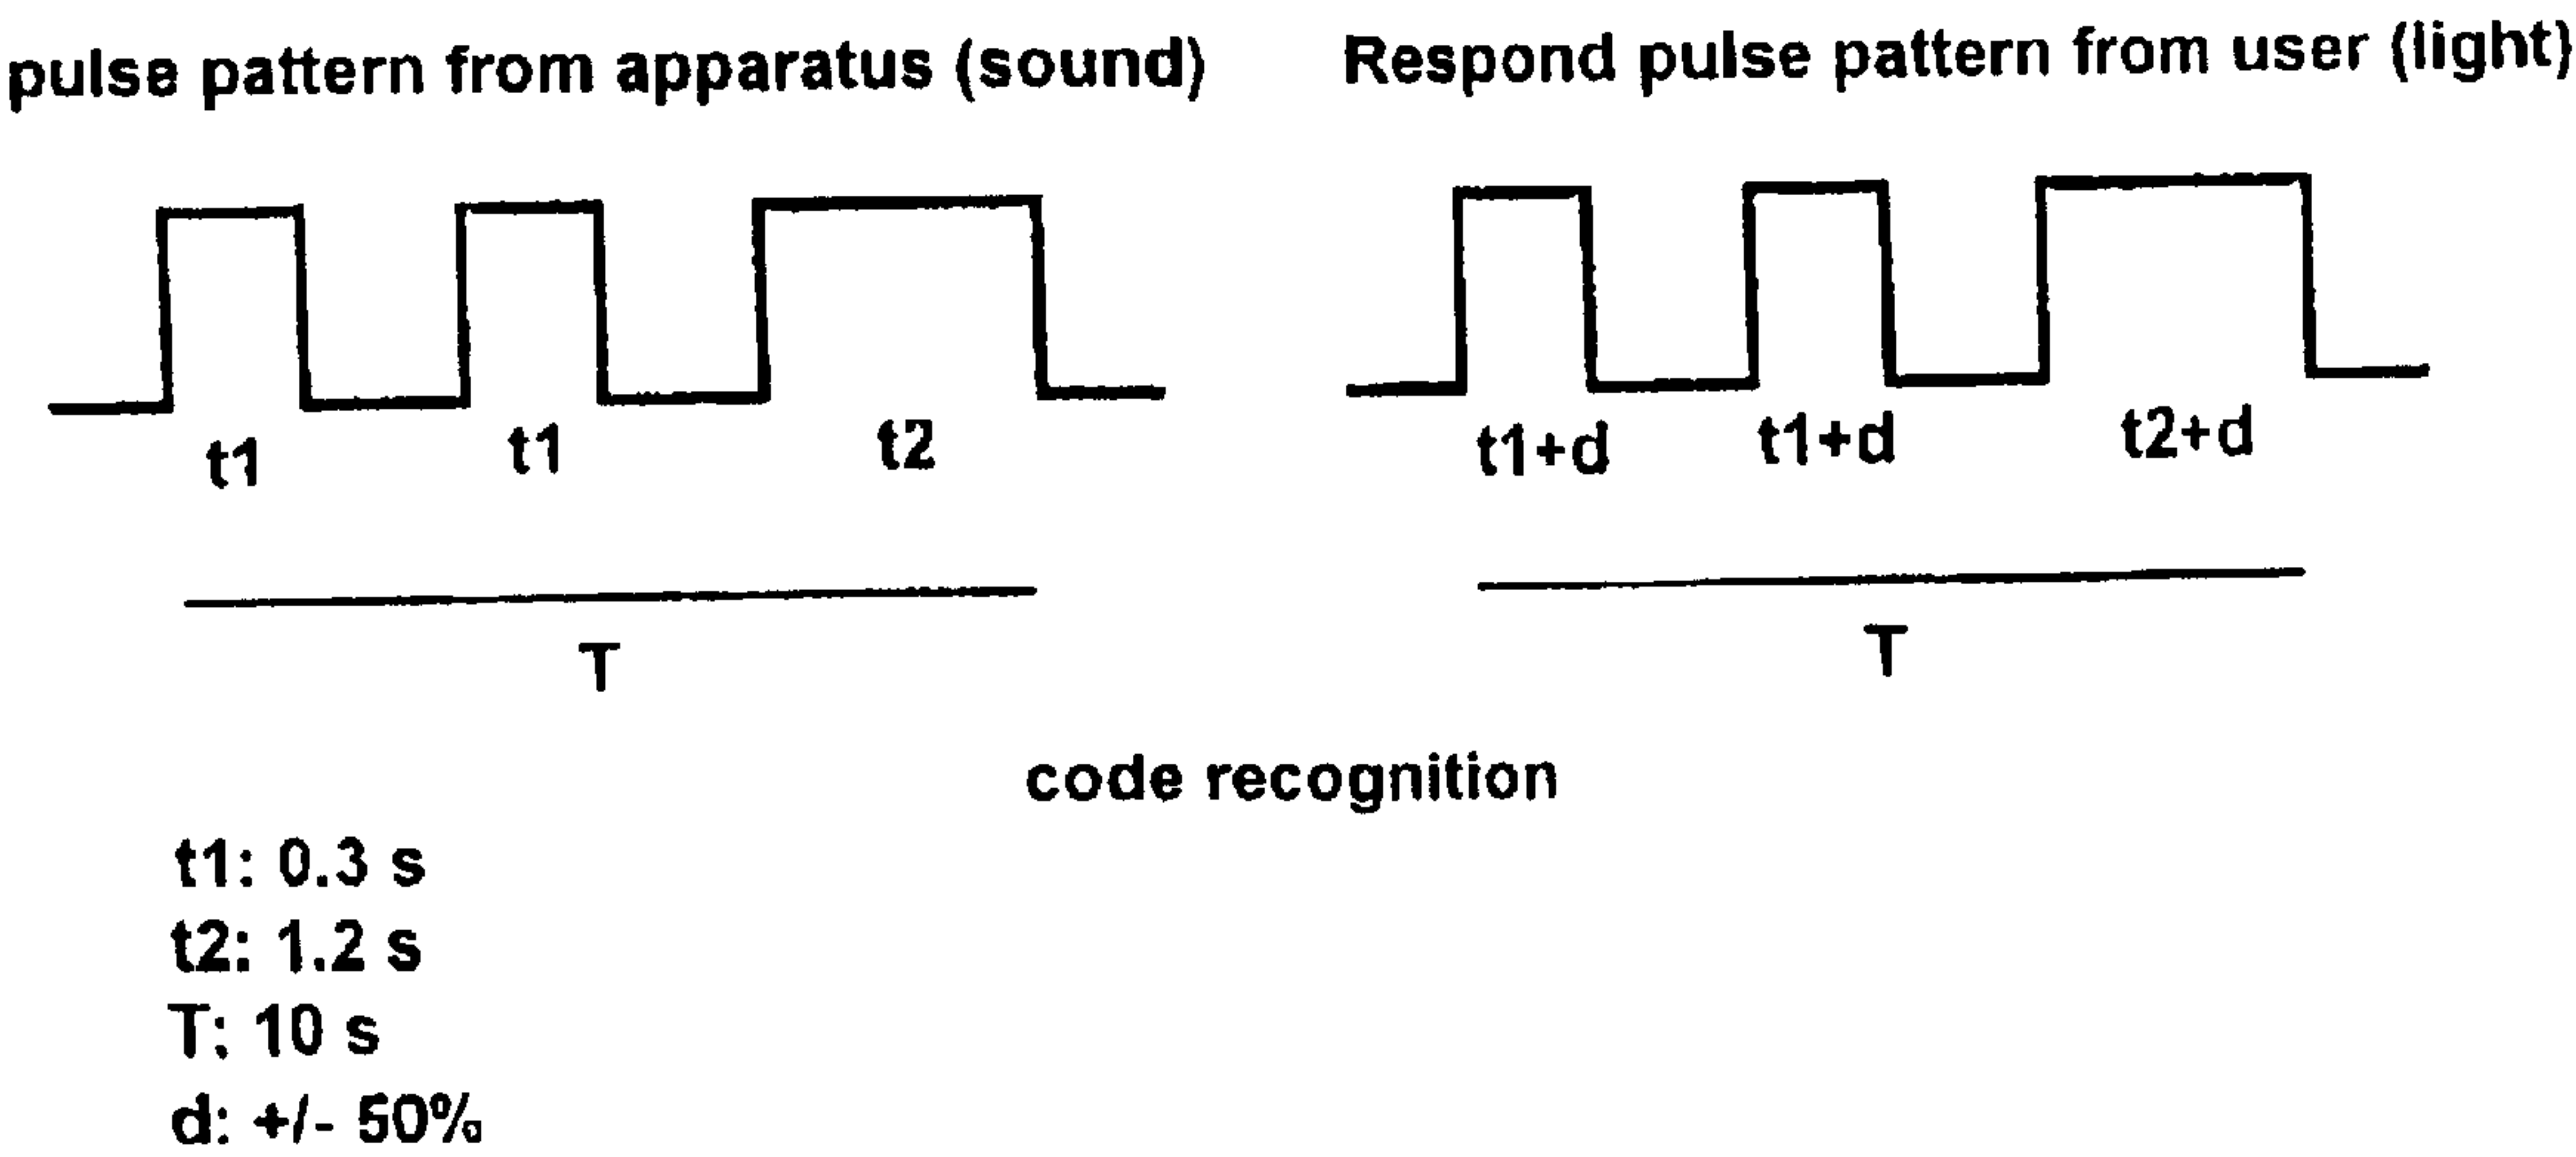 pulse pattern from apparatus (sound)
Respond pulse pattern from user (light)
t1 t1 t2
t1+d t1+d t2+d
T
T
code recognition
t1: 0.3 s
t2: 1.2 s
T: 10 s
d: +/- 50%